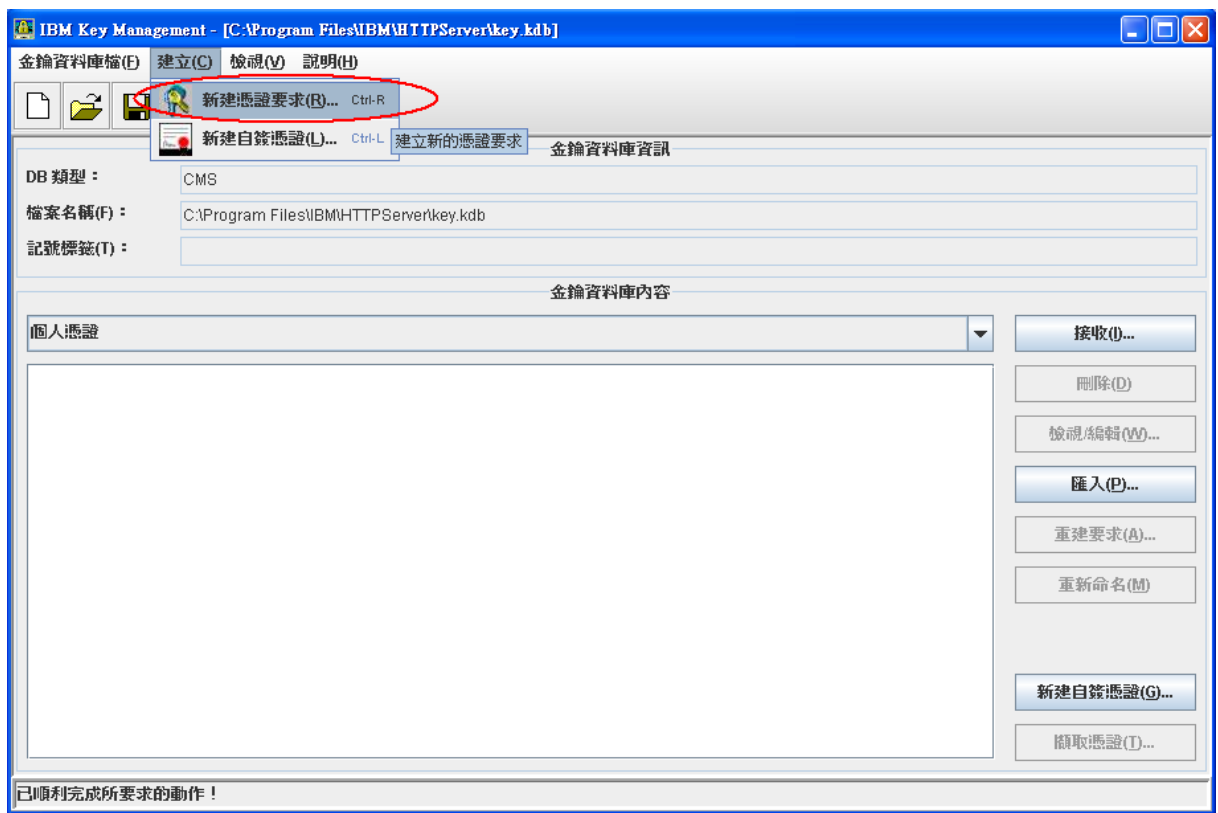 IBM Key Management - [C:\Program Files\IBM\HTTPServer\key.kdb]
金鑰資料庫檔(F) 建立(C) 檢視(V) 說明(H)
新建憑證要求(R)... Ctrl-R
新建自簽憑證(L)... Ctrl-L
建立新的憑證要求
金鑰資料庫資訊
DB 類型：
CMS
檔案名稱(F)：
C:\Program Files\IBM\HTTPServer\key.kdb
記號標籤(T)：
金鑰資料庫內容
個人憑證
接收(I)...
刪除(D)
檢視/編輯(W)...
匯入(P)...
重建要求(A)...
重新命名(M)
新建自簽憑證(G)...
擷取憑證(T)...
已順利完成所要求的動作！